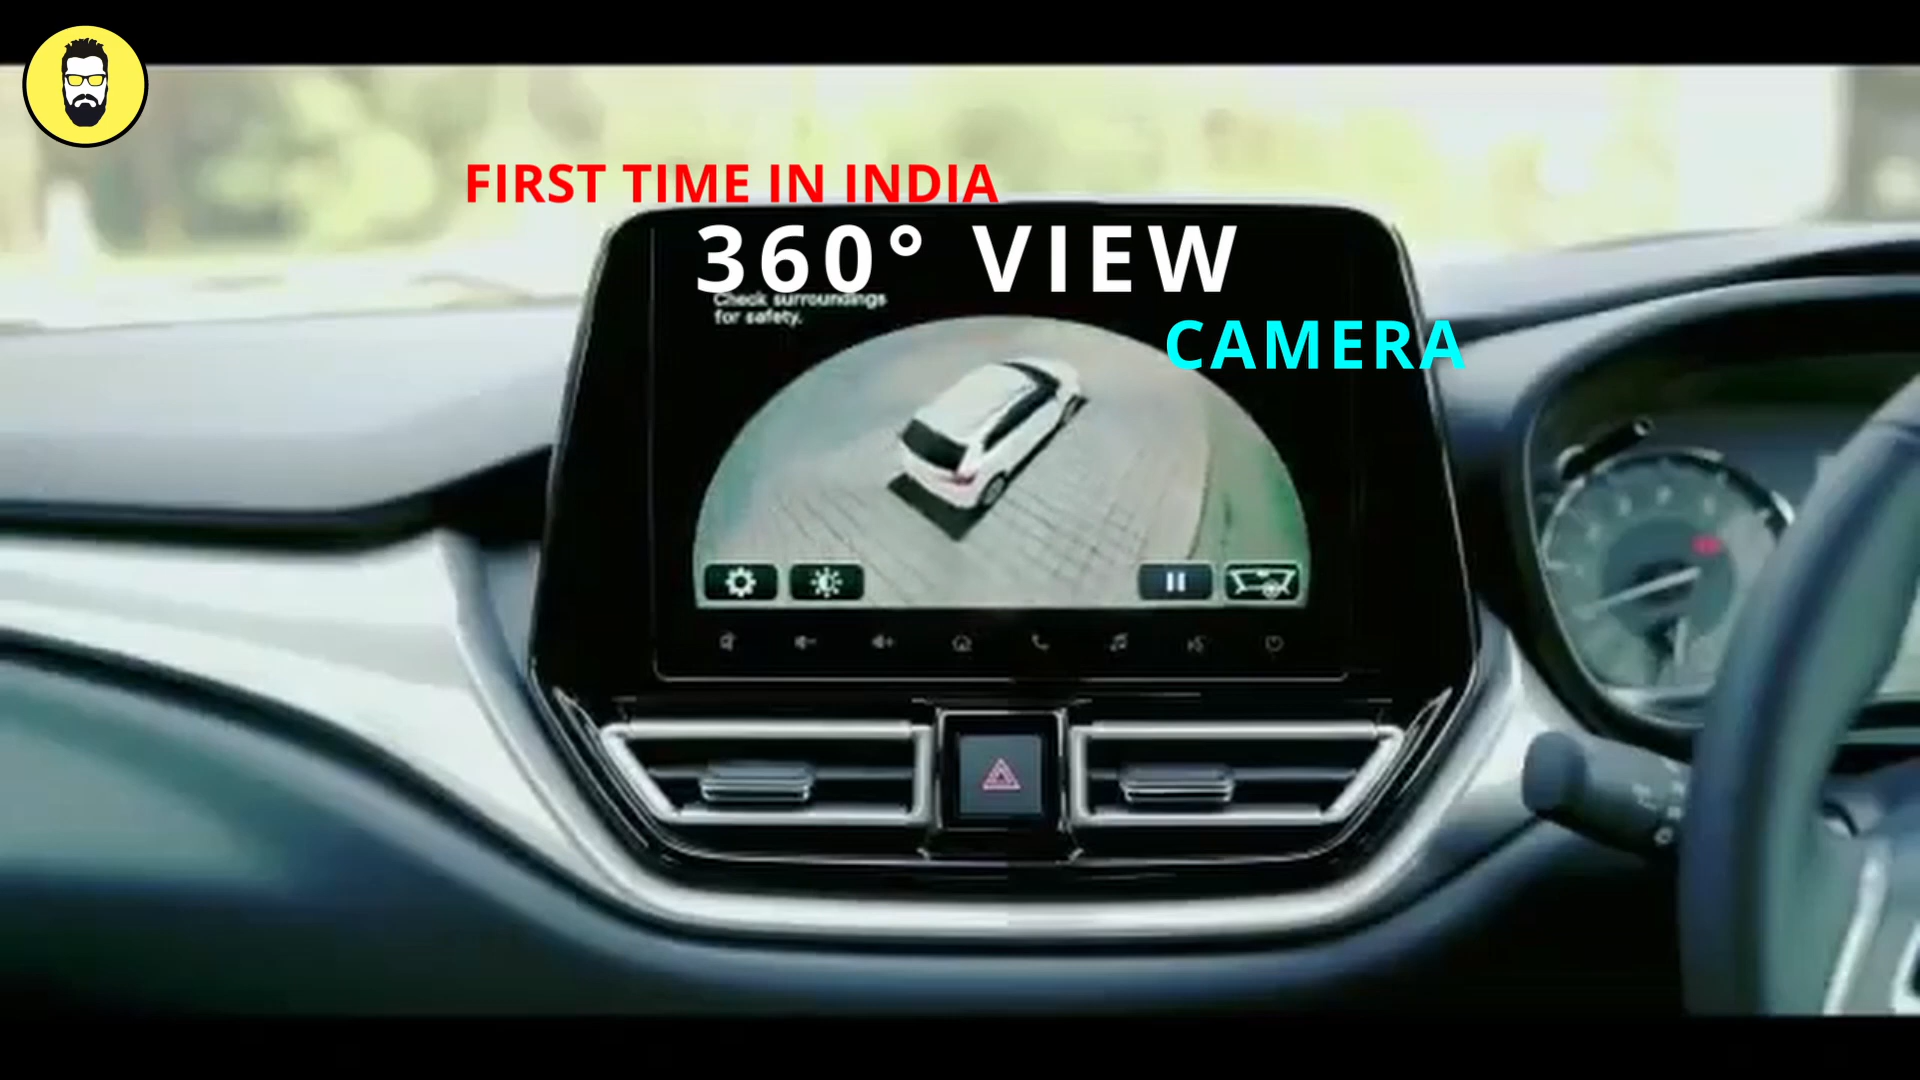 FIRST TIME IN INDIA
360° VIEW
Check surroundings
for safety.
CAMERA